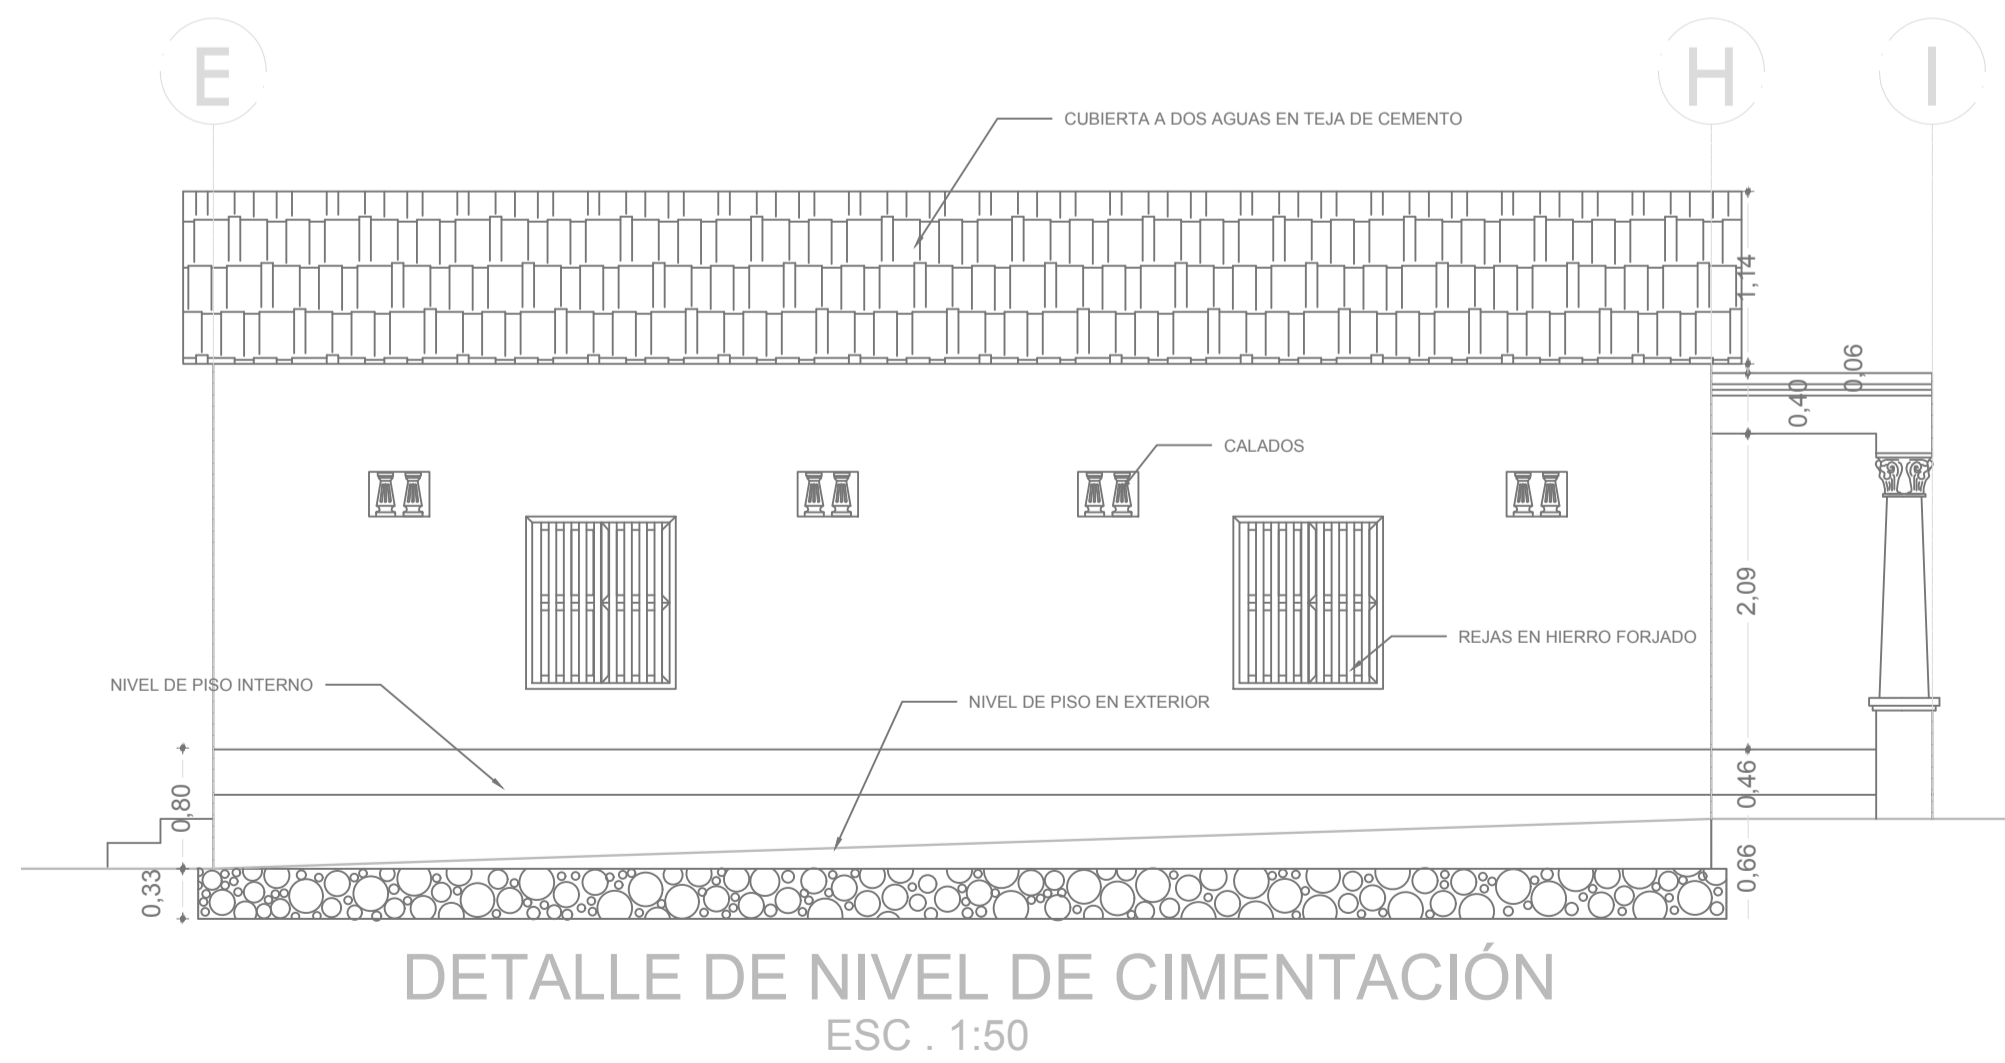 E
H
I
CUBIERTA A DOS AGUAS EN TEJA DE CEMENTO
1,14
0,06
0,40
CALADOS
2,09
REJAS EN HIERRO FORJADO
NIVEL DE PISO INTERNO
NIVEL DE PISO EN EXTERIOR
0,80
0,46
0,33
0,66
DETALLE DE NIVEL DE CIMENTACIÓN
ESC . 1:50